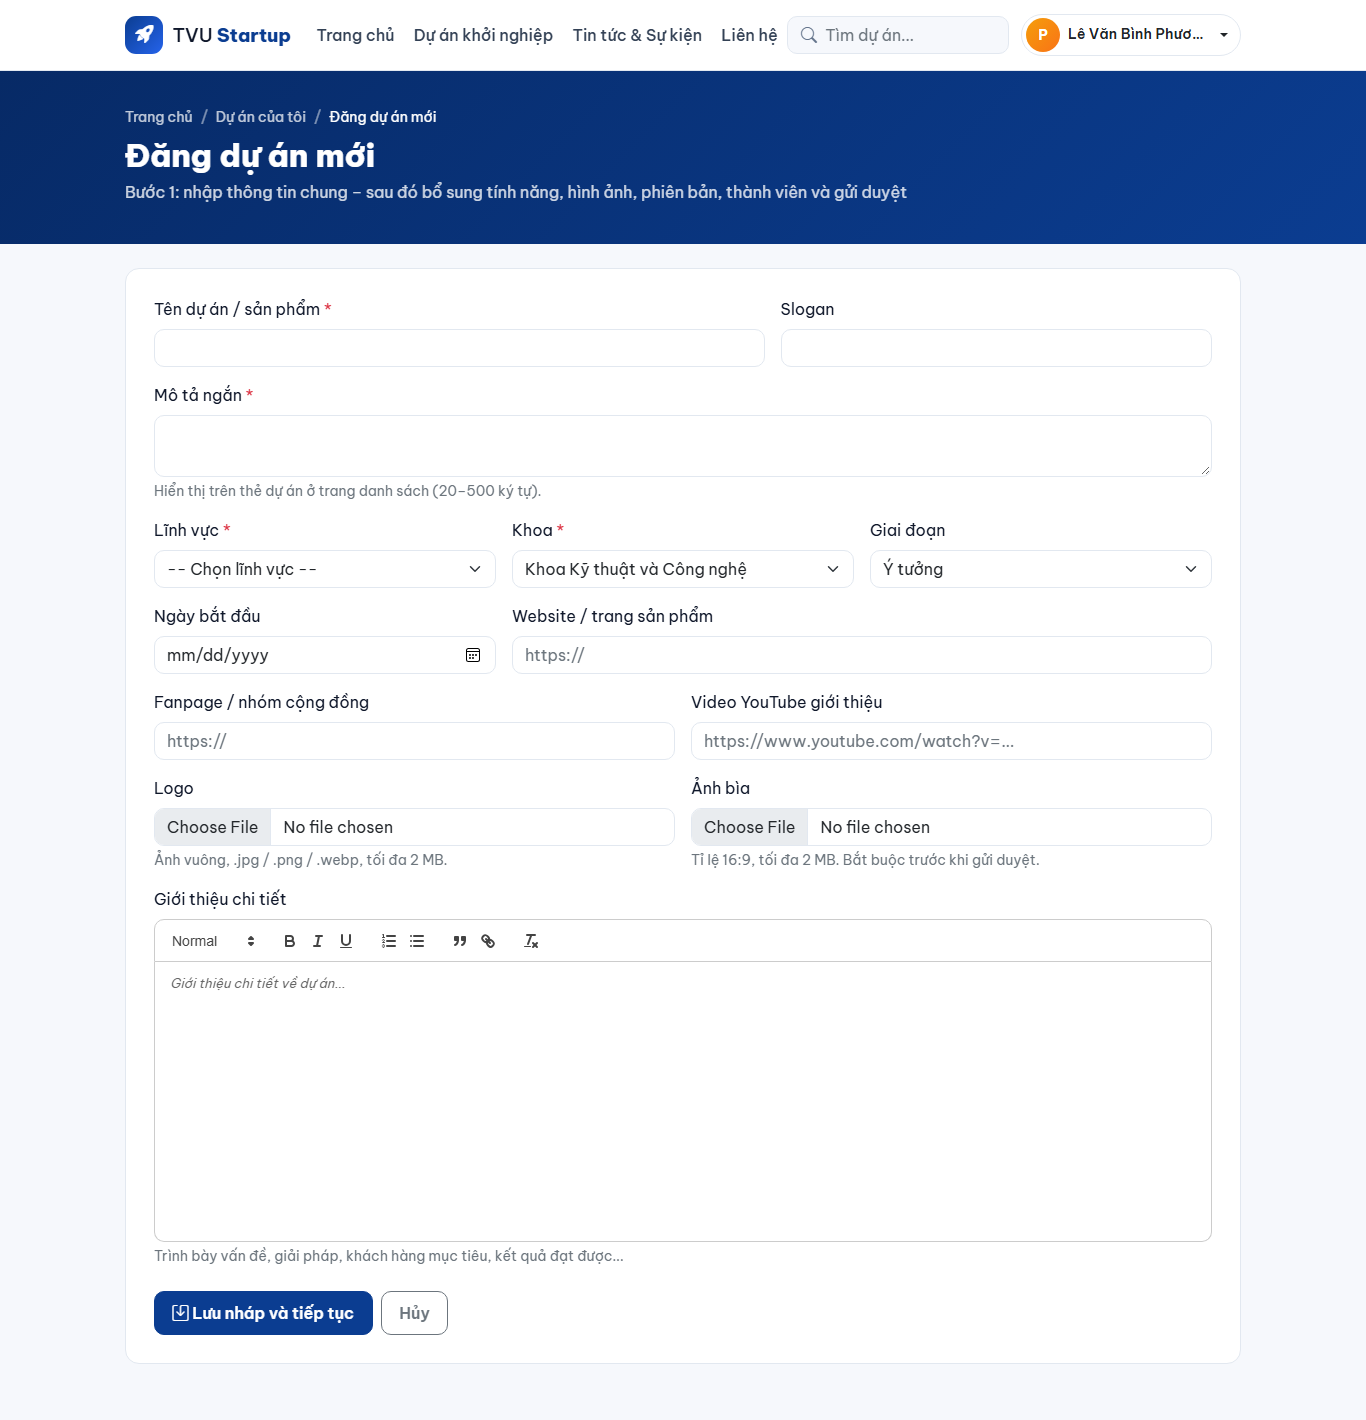 TVU Startup
Trang chủ
Dự án khởi nghiệp
Tin tức & Sự kiện
Liên hệ
Tìm dự án...
P
Lê Văn Bình Phươ...
Trang chủ / Dự án của tôi / Đăng dự án mới
Đăng dự án mới
Bước 1: nhập thông tin chung – sau đó bổ sung tính năng, hình ảnh, phiên bản, thành viên và gửi duyệt
Tên dự án / sản phẩm *
Slogan
Mô tả ngắn *
Hiển thị trên thẻ dự án ở trang danh sách (20–500 ký tự).
Lĩnh vực *
Khoa *
Giai đoạn
-- Chọn lĩnh vực --
Khoa Kỹ thuật và Công nghệ
Ý tưởng
Ngày bắt đầu
Website / trang sản phẩm
mm/dd/yyyy
https://
Fanpage / nhóm cộng đồng
Video YouTube giới thiệu
https://
https://www.youtube.com/watch?v=...
Logo
Ảnh bìa
Choose File No file chosen
Choose File No file chosen
Ảnh vuông, .jpg / .png / .webp, tối đa 2 MB.
Tỉ lệ 16:9, tối đa 2 MB. Bắt buộc trước khi gửi duyệt.
Giới thiệu chi tiết
Normal
Giới thiệu chi tiết về dự án...
Trình bày vấn đề, giải pháp, khách hàng mục tiêu, kết quả đạt được...
Lưu nháp và tiếp tục
Hủy